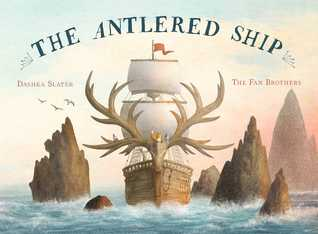 THE ANTLERED SHIP
DASHKA SLATER
THE FAN BROTHERS